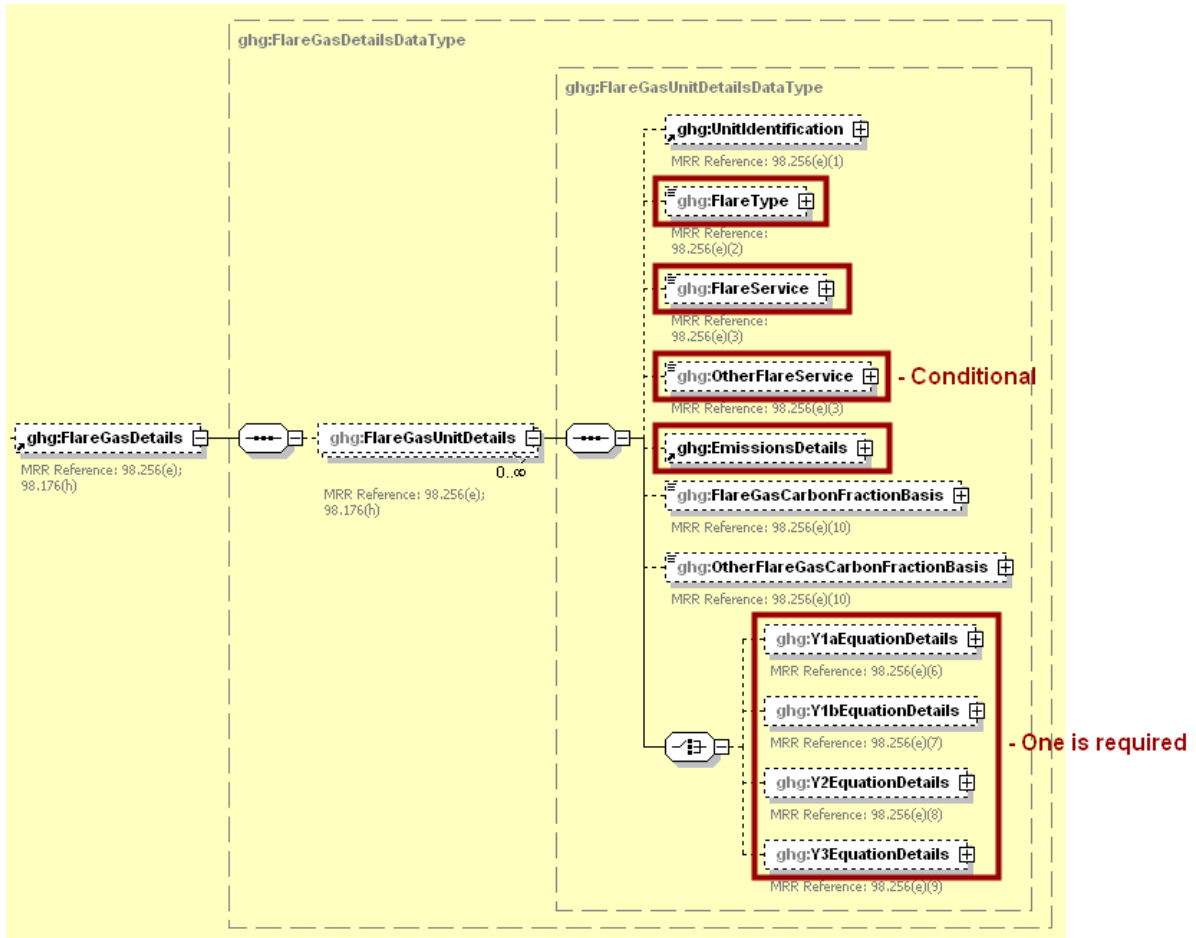 ghg:FlareGasDetailsDataType
ghg:FlareGasUnitDetailsDataType
ghg:UnitIdentification
MRR Reference: 98.256(e)(1)
ghg:FlareType
MRR Reference:
98.256(e)(2)
ghg:FlareService
MRR Reference:
98.256(e)(3)
ghg:OtherFlareService
- Conditional
MRR Reference: 98.256(e)(3)
ghg:FlareGasDetails
MRR Reference: 98.256(e);
98.176(h)
ghg:FlareGasUnitDetails
0..∞
MRR Reference: 98.256(e);
98.176(h)
ghg:EmissionsDetails
ghg:FlareGasCarbonFractionBasis
MRR Reference: 98.256(e)(10)
ghg:OtherFlareGasCarbonFractionBasis
MRR Reference: 98.256(e)(10)
ghg:Y1aEquationDetails
MRR Reference: 98.256(e)(6)
ghg:Y1bEquationDetails
MRR Reference: 98.256(e)(7)
- One is required
ghg:Y2EquationDetails
MRR Reference: 98.256(e)(8)
ghg:Y3EquationDetails
MRR Reference: 98.256(e)(9)